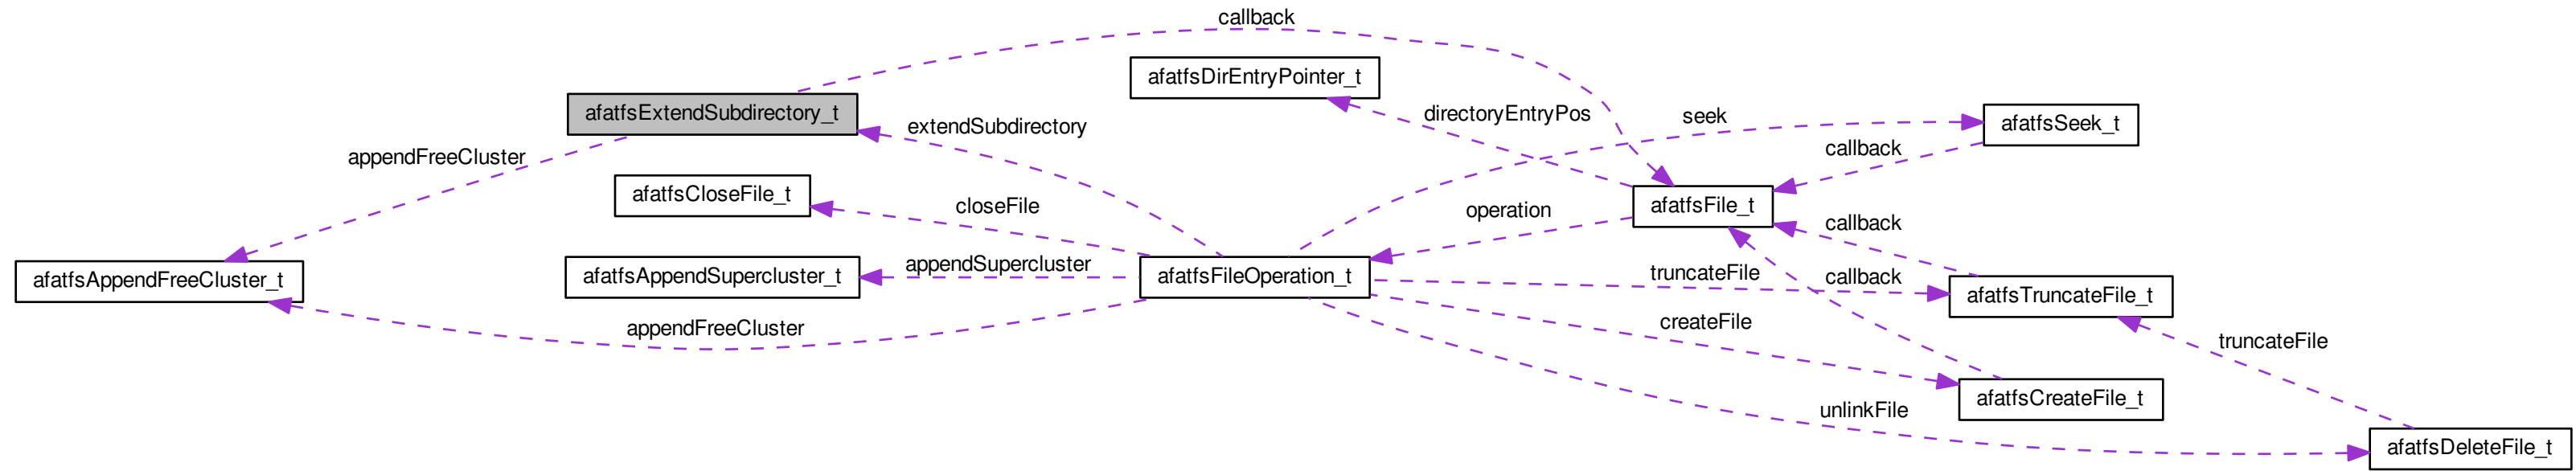 callback
afatfsDirEntryPointer_t
afatfsExtendSubdirectory_t
directoryEntryPos
seek
afatfsSeek_t
extendSubdirectory
callback
appendFreeCluster
afatfsCloseFile_t
closeFile
operation
afatfsFile_t
callback
afatfsAppendFreeCluster_t
afatfsAppendSupercluster_t
appendSupercluster
afatfsFileOperation_t
truncateFile
callback
afatfsTruncateFile_t
appendFreeCluster
createFile
truncateFile
afatfsCreateFile_t
unlinkFile
afatfsDeleteFile_t